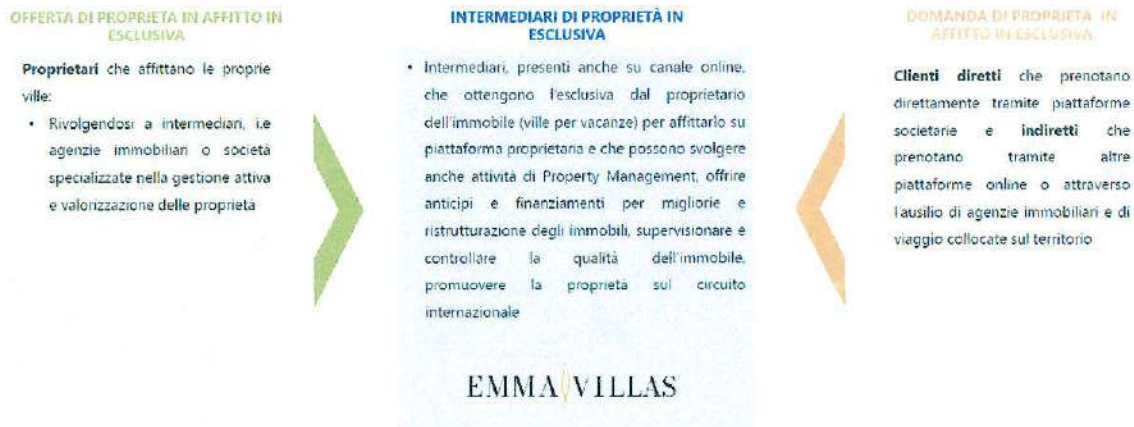 OFFERTA DI PROPRIETA IN AFFITTO IN
ESCLUSIVA
Proprietari che affittano le proprie
ville:
• Rivolgendosi a intermediari, i.e
agenzie immobiliari o società
specializzate nella gestione attiva
e valorizzazione delle proprietà
INTERMEDIARI DI PROPRIETÀ IN
ESCLUSIVA
• Intermediari, presenti anche su canale online,
che ottengono l'esclusiva dal proprietario
dell'immobile (ville per vacanze) per affittarlo su
piattaforma proprietaria e che possono svolgere
anche attività di Property Management, offrire
anticipi e finanziamenti per migliorie e
ristrutturazione degli immobili, supervisionare e
controllare la qualità dell'immobile,
promuovere la proprietà sul circuito
internazionale
EMMA VILLAS
DOMANDA DI PROPRIETÀ IN
AFFITTO IN ESCLUSIVA
Clienti diretti che prenotano
direttamente tramite piattaforme
societarie e indiretti che
prenotano tramite altre
piattaforme online o attraverso
l'ausilio di agenzie immobiliari e di
viaggio collocate sul territorio